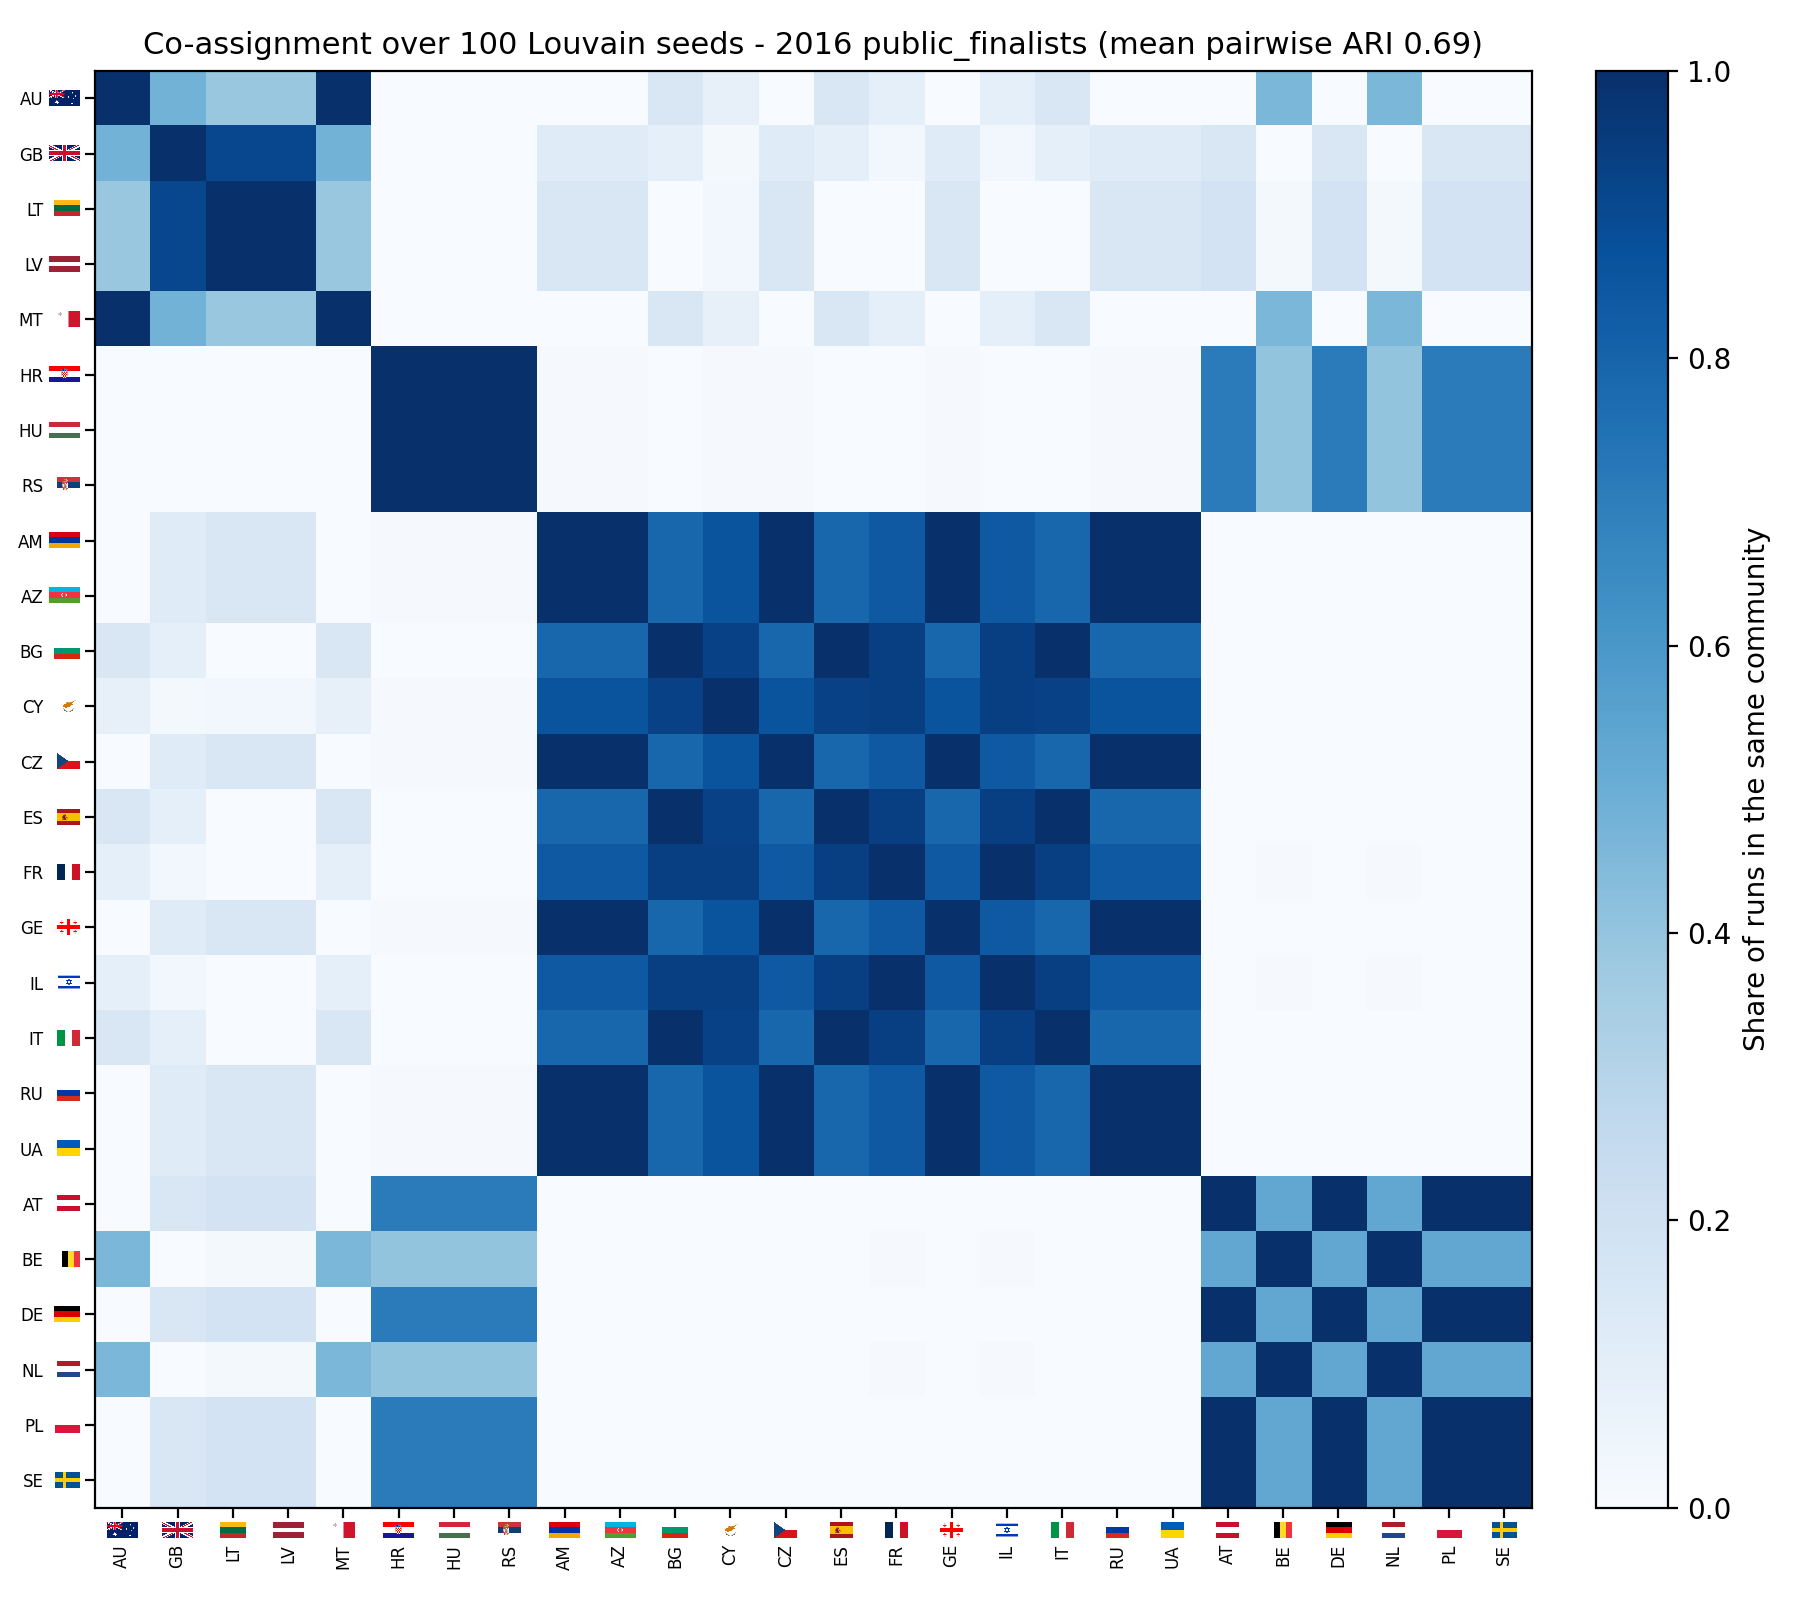 Co-assignment over 100 Louvain seeds - 2016 public_finalists (mean pairwise ARI 0.69)
AU
GB
LT
LV
MT
HR
HU
RS
AM
AZ
BG
CY
CZ
ES
FR
GE
IL
IT
RU
UA
AT
BE
DE
NL
PL
SE
AU GB LT LV MT HR HU RS AM AZ BG CY CZ ES FR GE IL IT RU UA AT BE DE NL PL SE
1.0
0.8
0.6
0.4
0.2
0.0
Share of runs in the same community